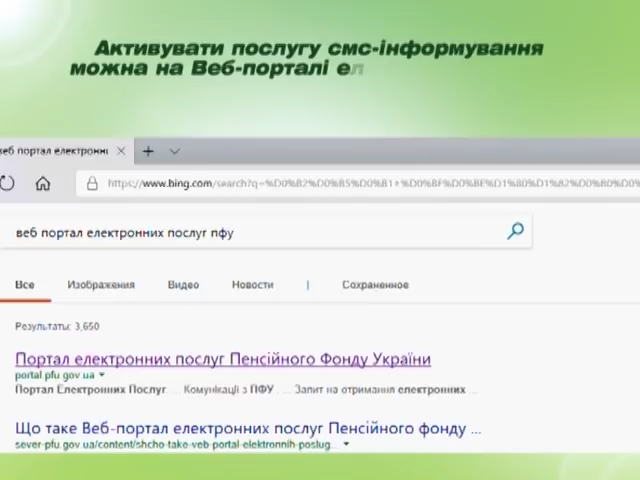 Активувати послугу смс-інформування
можна на Веб-порталі ел
веб портал електронні
https://www.bing.com/search?q=%D0%B2%D0%B5%D0%B1+%D0%BF%D0%BE%D1%80%D1%82%D0%B0%D0%
веб портал електронних послуг пфу
Все Изображения Видео Новости | Сохраненное
Результаты: 3,650
Портал електронних послуг Пенсійного Фонду України
portal.pfu.gov.ua
Портал Електронних Послуг ... Комунікації з ПФУ ... Запит на отримання електронних ...
Що таке Веб-портал електронних послуг Пенсійного фонду ...
sever-pfu.gov.ua/content/shcho-take-veb-portal-elektronnih-poslug...